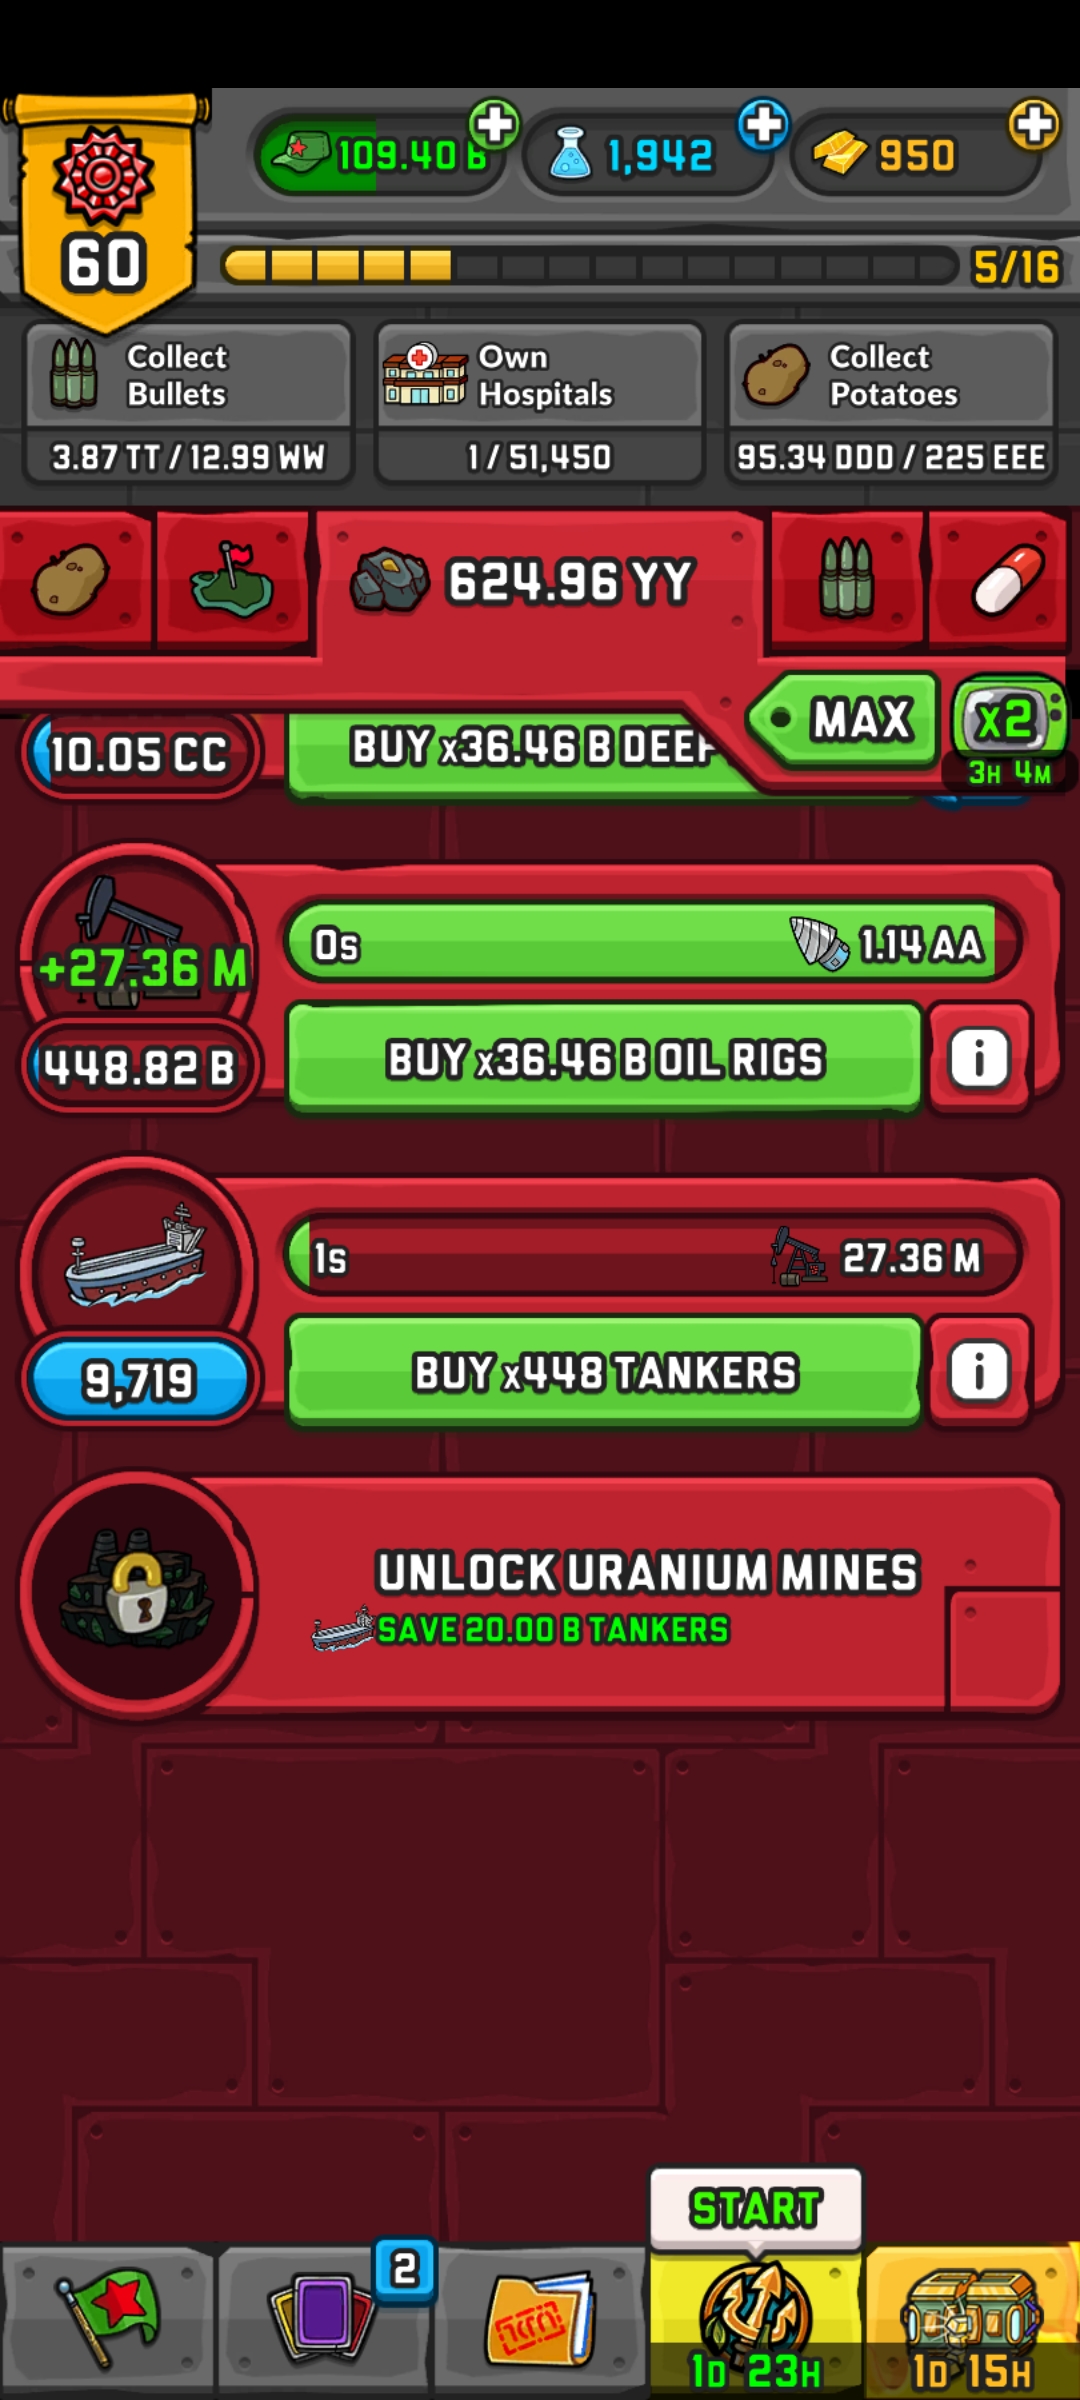 109.40 B
1,942
950
60
5/16
Collect
Bullets
3.87 TT / 12.99 WW
Own
Hospitals
1 / 51,450
Collect
Potatoes
95.34 DDD / 225 EEE
624.96 YY
MAX
x2
3H 4M
10.05 CC
BUY x36.46 B DEEP
+27.36 M
0s
1.14 AA
448.82 B
BUY x36.46 B OIL RIGS
i
1s
27.36 M
9,719
BUY x448 TANKERS
i
UNLOCK URANIUM MINES
SAVE 20.00 B TANKERS
START
2
1D 23H
1D 15H